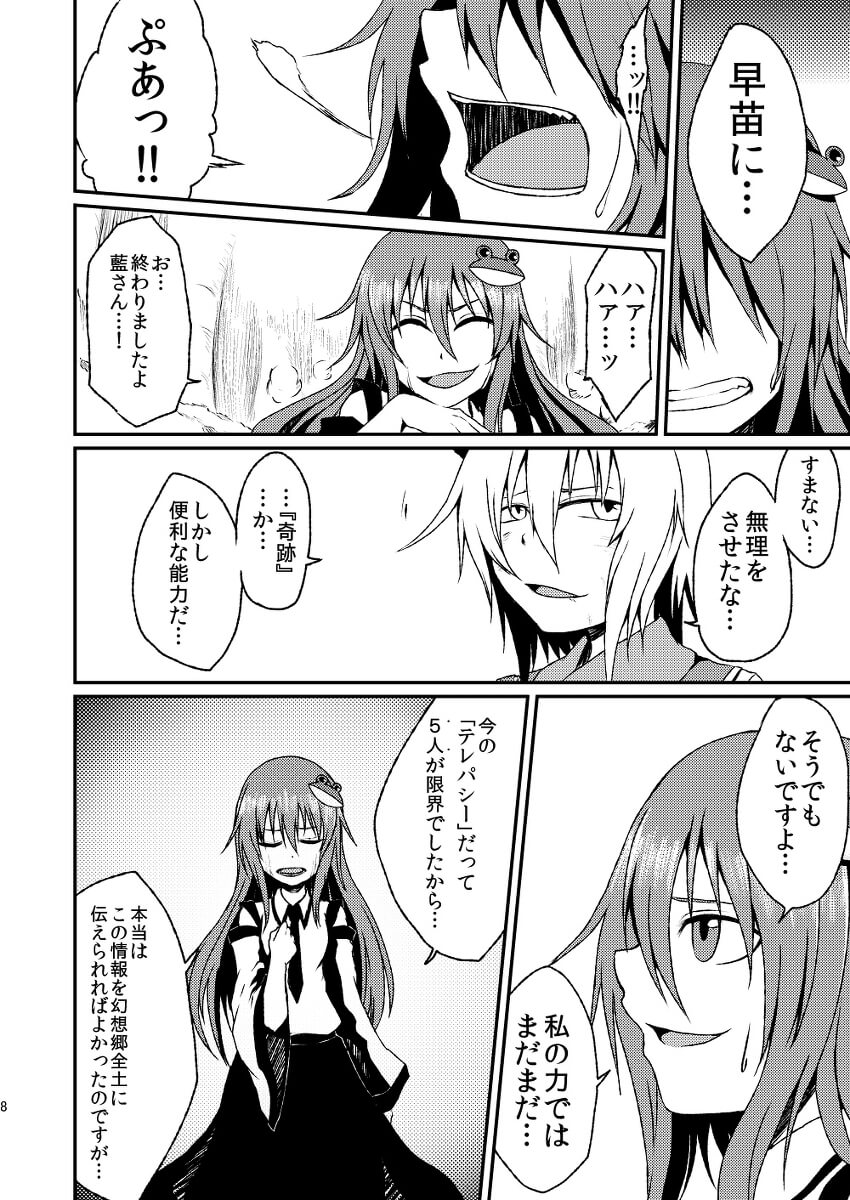 早苗に…
…ッ!!
ぷあっ!!
ハァ…
ハァ…ッ
お…
終わりましたよ
藍さん…!
すまない…
無理を
させたな…
…『奇跡』
…か…
しかし
便利な能力だ…
そうでも
ないですよ…
私の力では
まだまだ…
今の
「テレパシー」だって
5人が限界でしたから…
本当は
この情報を幻想郷全土に
伝えられればよかったのですが…
8